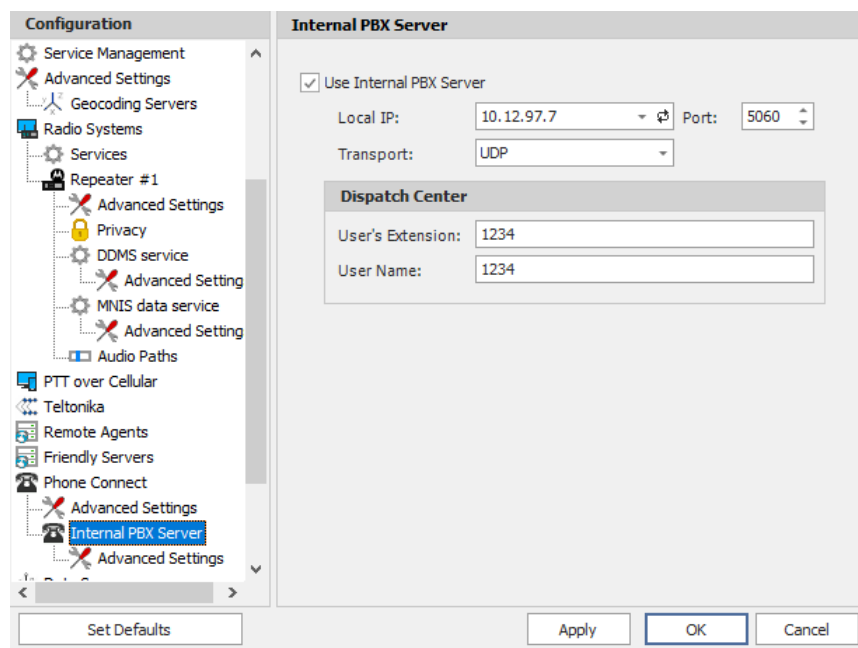 Configuration
Service Management
Advanced Settings
Geocoding Servers
Radio Systems
Services
Repeater #1
Advanced Settings
Privacy
DDMS service
Advanced Setting
MNIS data service
Advanced Setting
Audio Paths
PTT over Cellular
Teltonika
Remote Agents
Friendly Servers
Phone Connect
Advanced Settings
Internal PBX Server
Advanced Settings
Set Defaults
Internal PBX Server
Use Internal PBX Server
Local IP: 10.12.97.7 Port: 5060
Transport: UDP
Dispatch Center
User's Extension: 1234
User Name: 1234
Apply OK Cancel